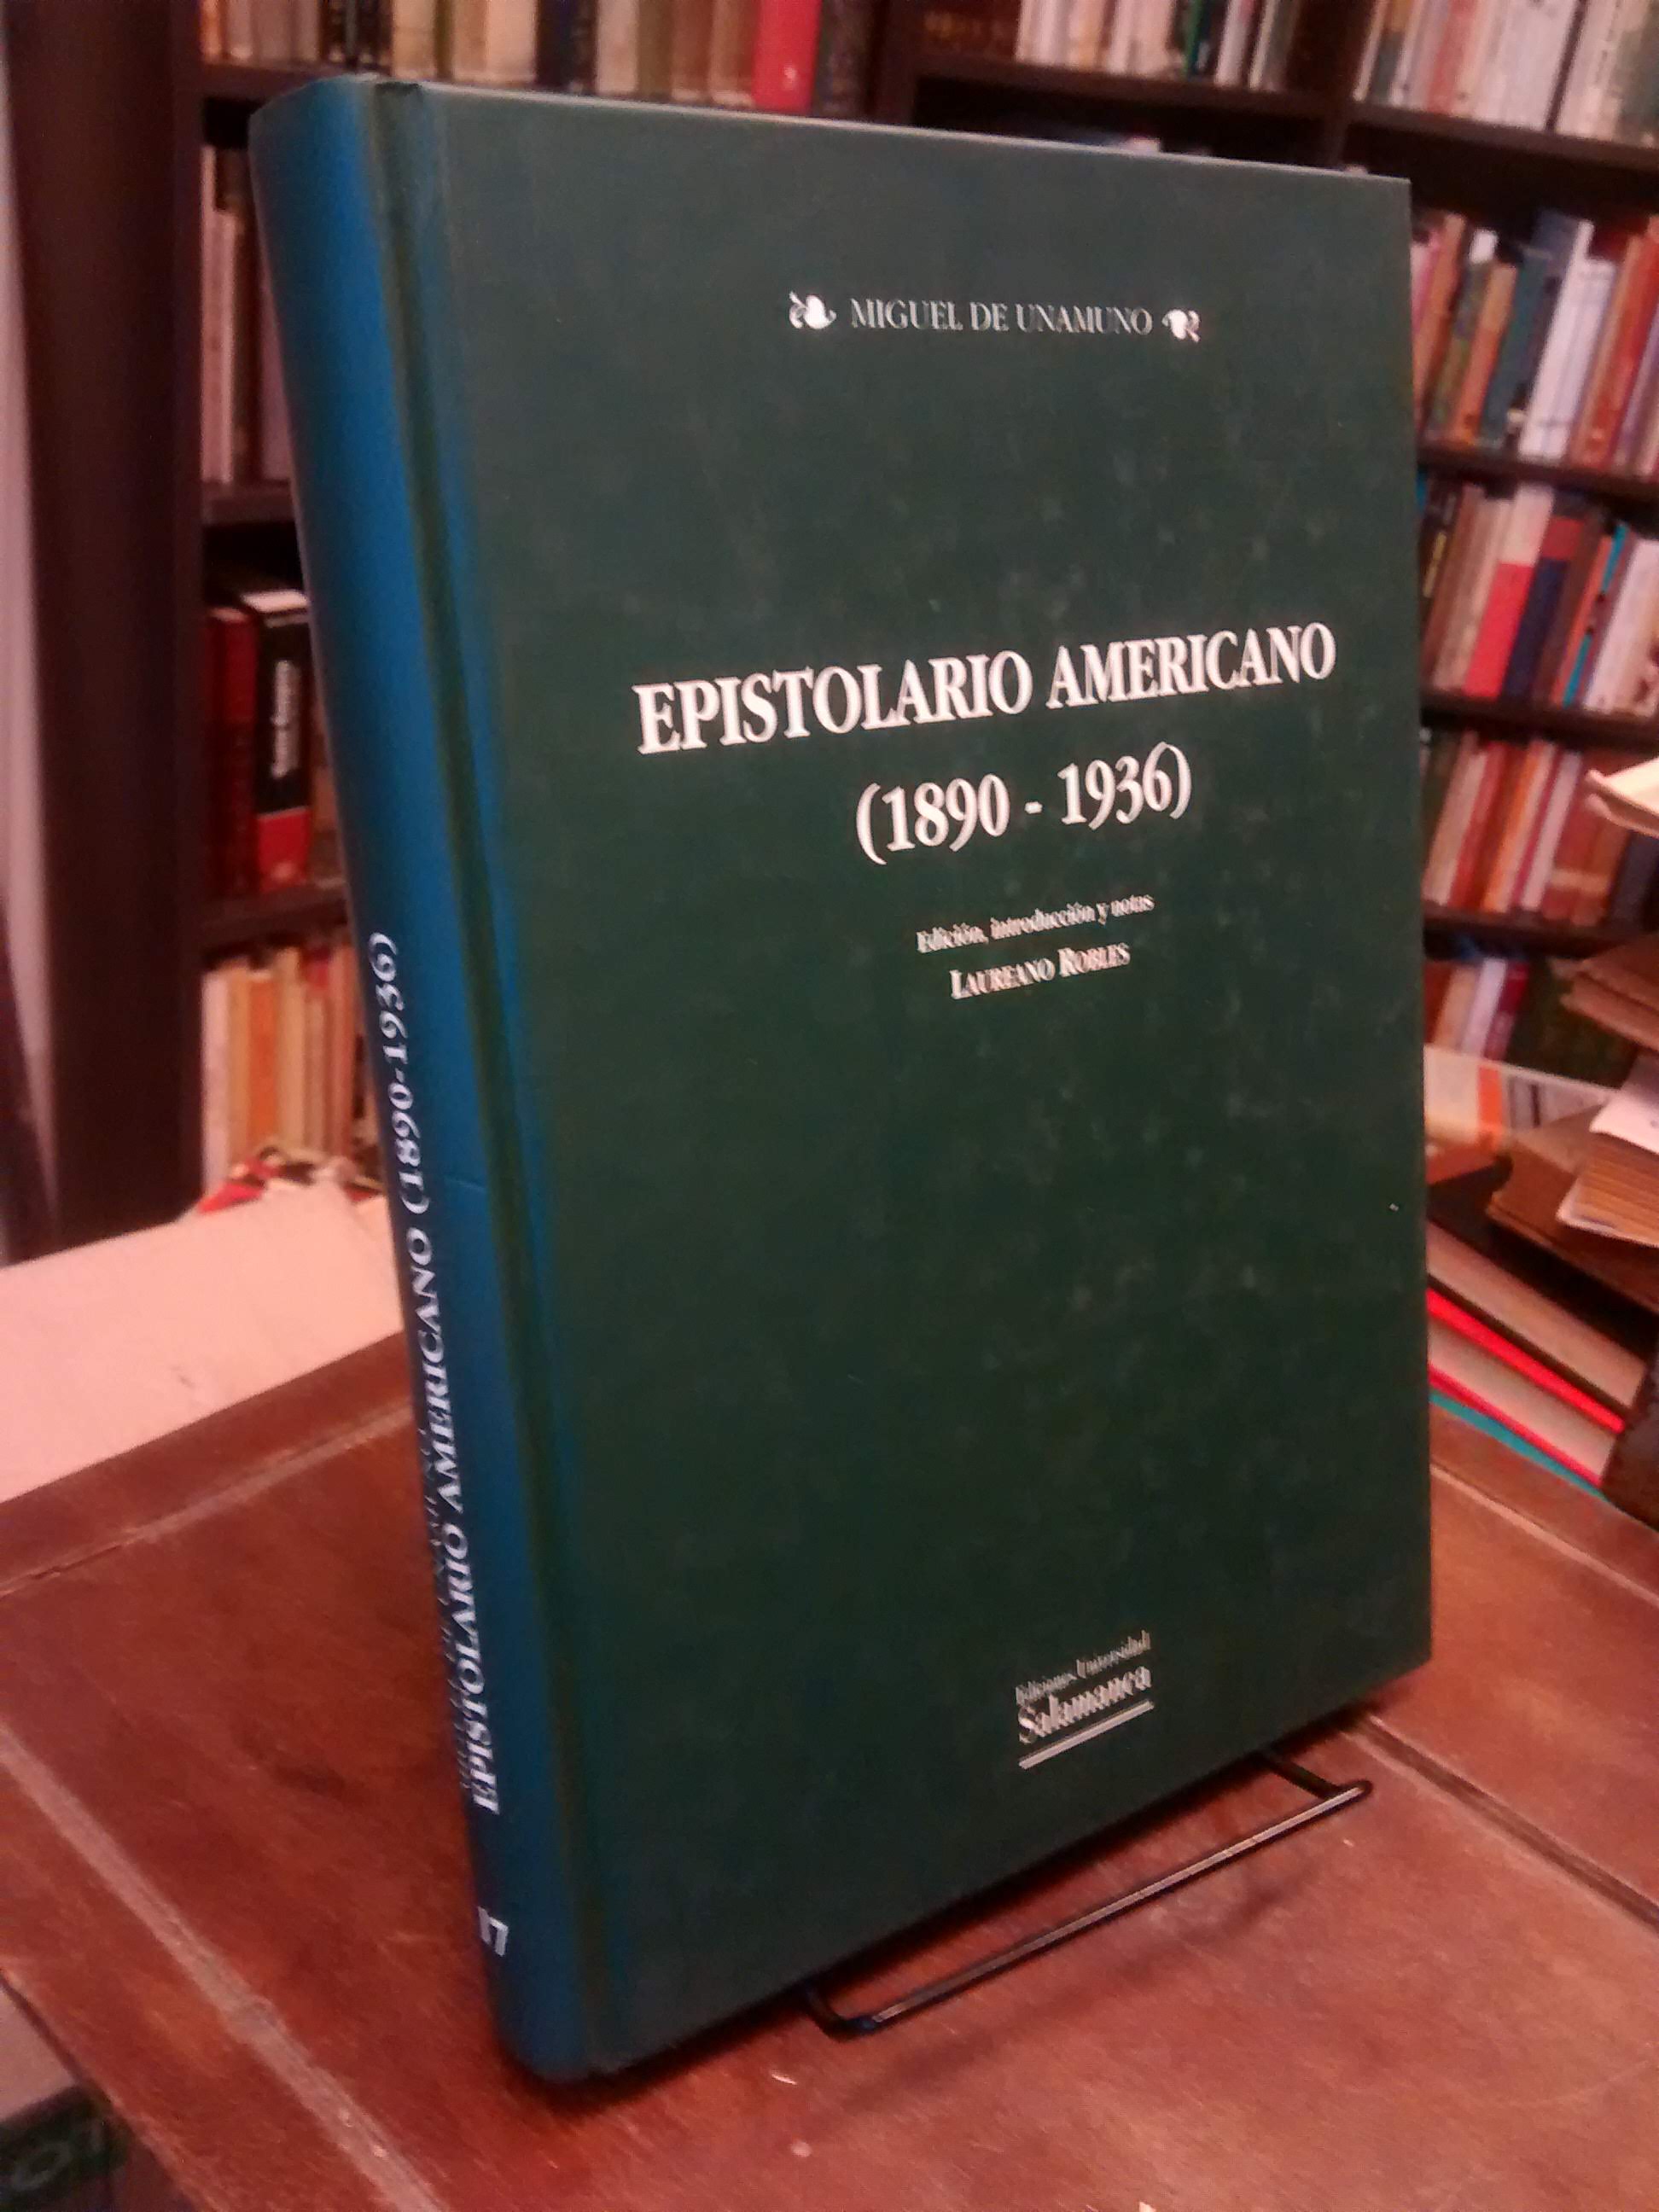 MIGUEL DE UNAMUNO
EPISTOLARIO AMERICANO
(1890 - 1936)
Edición, introducción y notas
LAUREANO ROBLES
Ediciones Universidad
Salamanca
EPISTOLARIO AMERICANO (1890-1936)